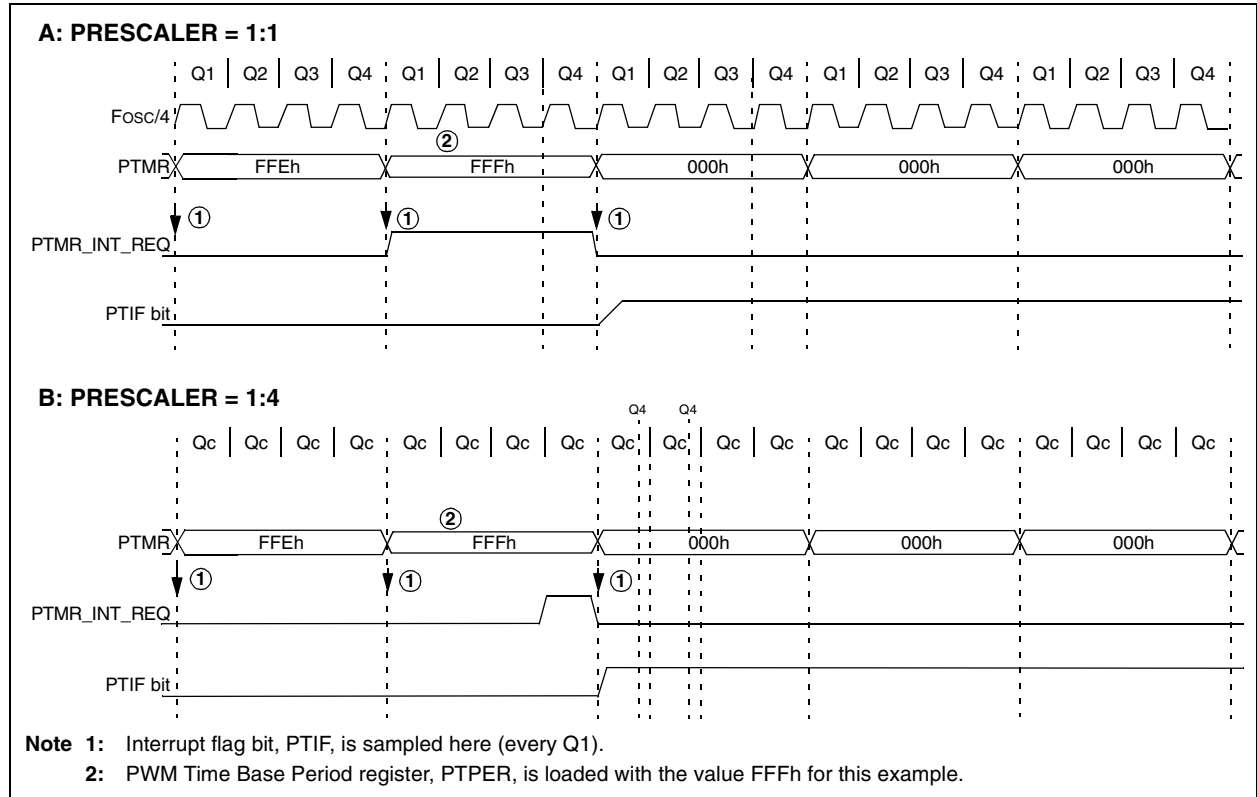 A: PRESCALER = 1:1
Q1 Q2 Q3 Q4 Q1 Q2 Q3 Q4 Q1 Q2 Q3 Q4 Q1 Q2 Q3 Q4 Q1 Q2 Q3 Q4
FOSC/4
2
PTMR FFEh FFFh 000h 000h 000h
1 1 1
PTMR_INT_REQ
PTIF bit
B: PRESCALER = 1:4
Q4 Q4
Qc Qc Qc Qc Qc Qc Qc Qc Qc Qc Qc Qc Qc Qc Qc Qc Qc Qc Qc Qc
2
PTMR FFEh FFFh 000h 000h 000h
1 1 1
PTMR_INT_REQ
PTIF bit
Note 1: Interrupt flag bit, PTIF, is sampled here (every Q1).
2: PWM Time Base Period register, PTPER, is loaded with the value FFFh for this example.